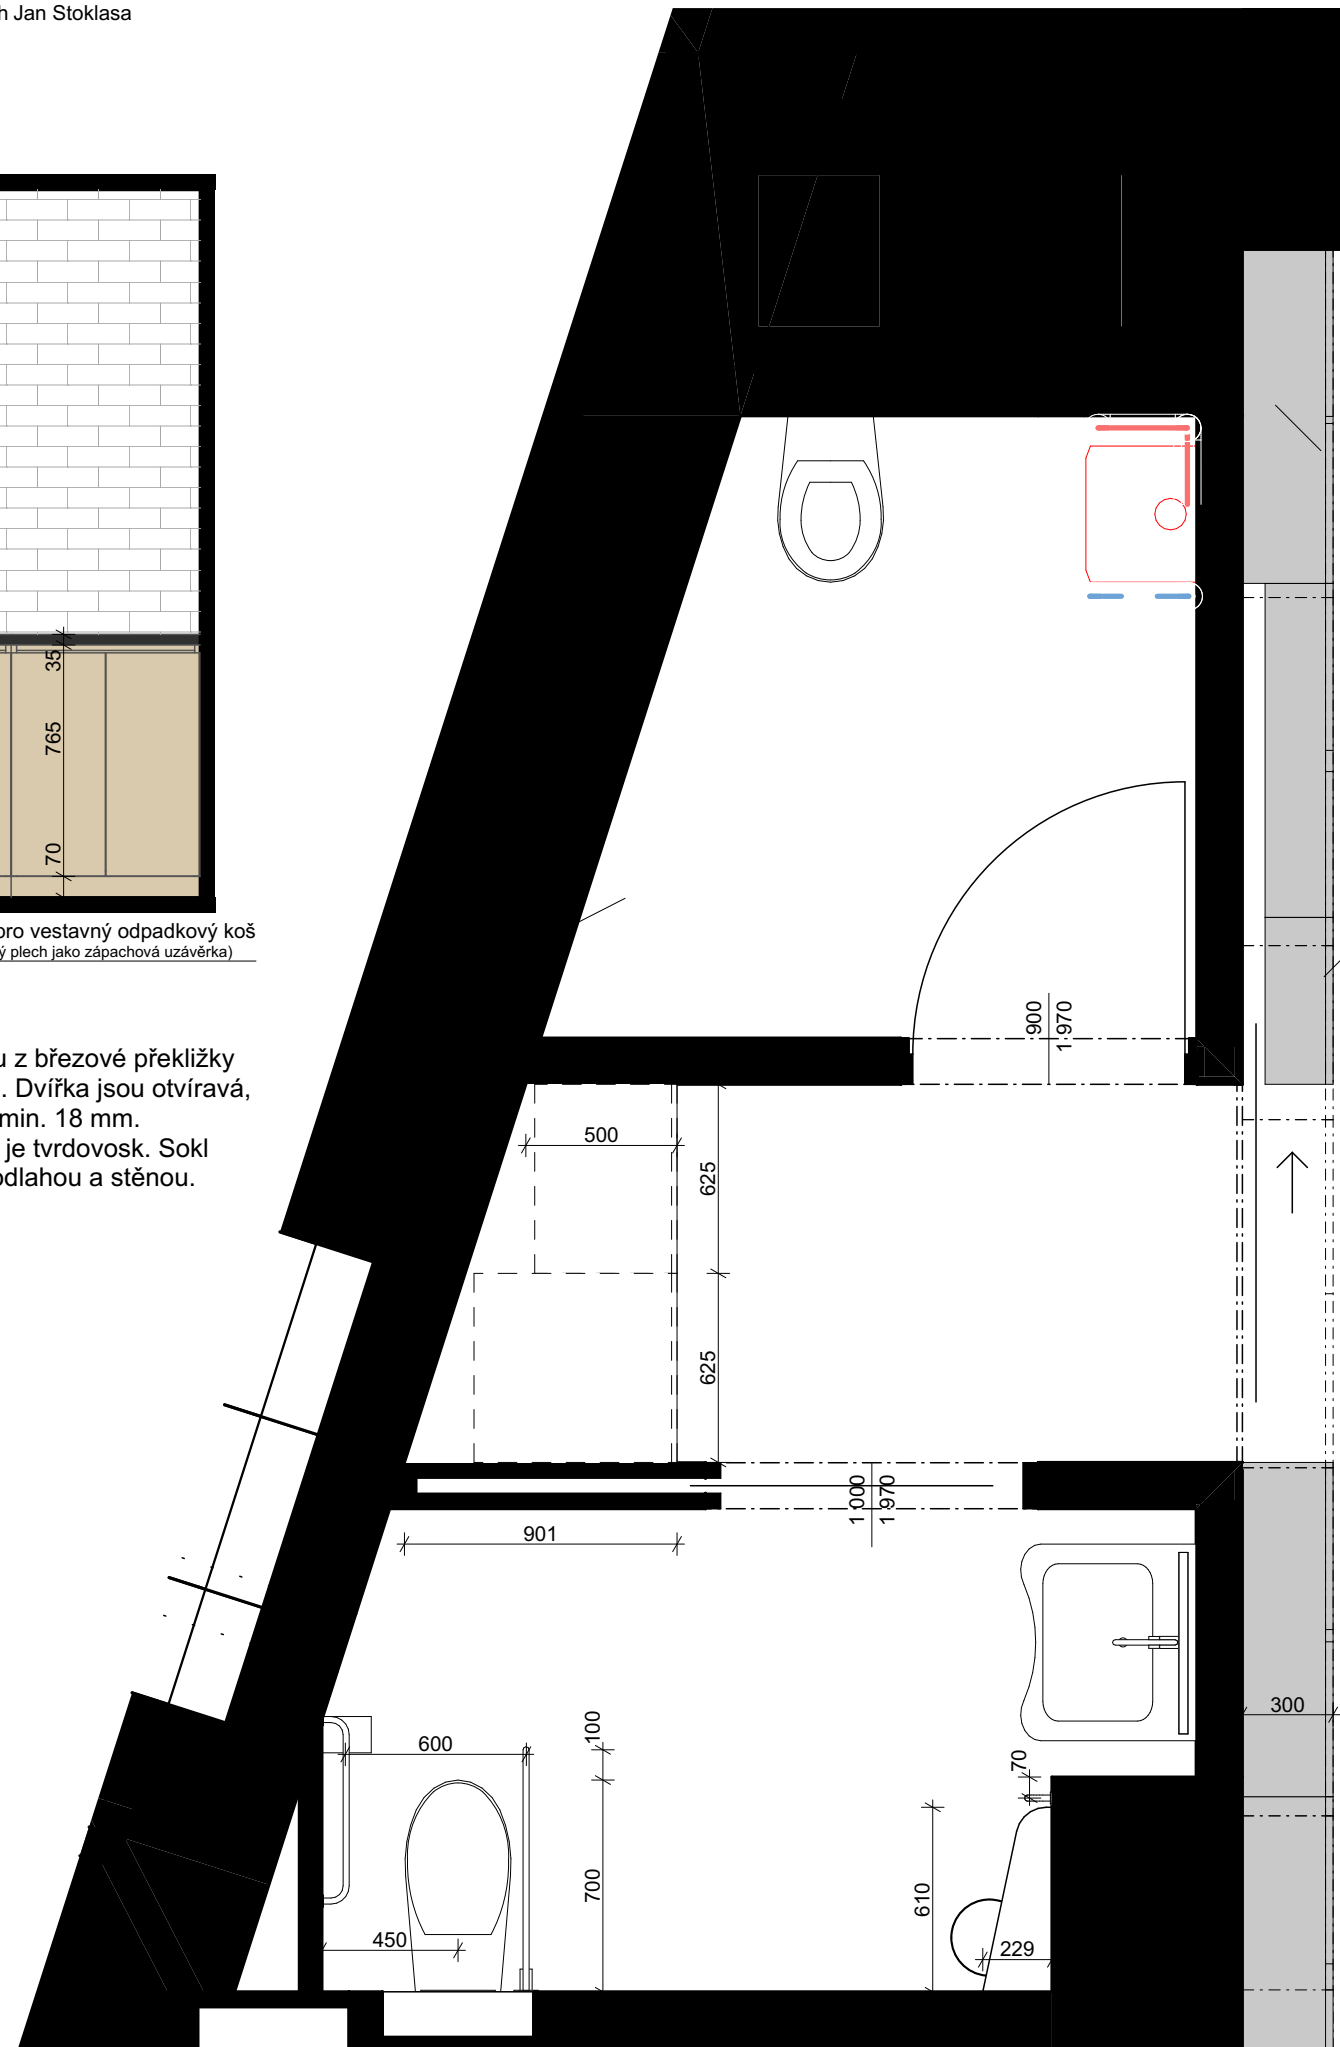 h Jan Stoklasa
35
765
70
pro vestavný odpadkový koš
ý plech jako zápachová uzávěrka)
u z březové překližky
. Dvířka jsou otvíravá,
min. 18 mm.
je tvrdovosk. Sokl
odlahou a stěnou.
900
1 970
500
625
625
1 000
1 970
901
300
600
100
70
700
610
450
229